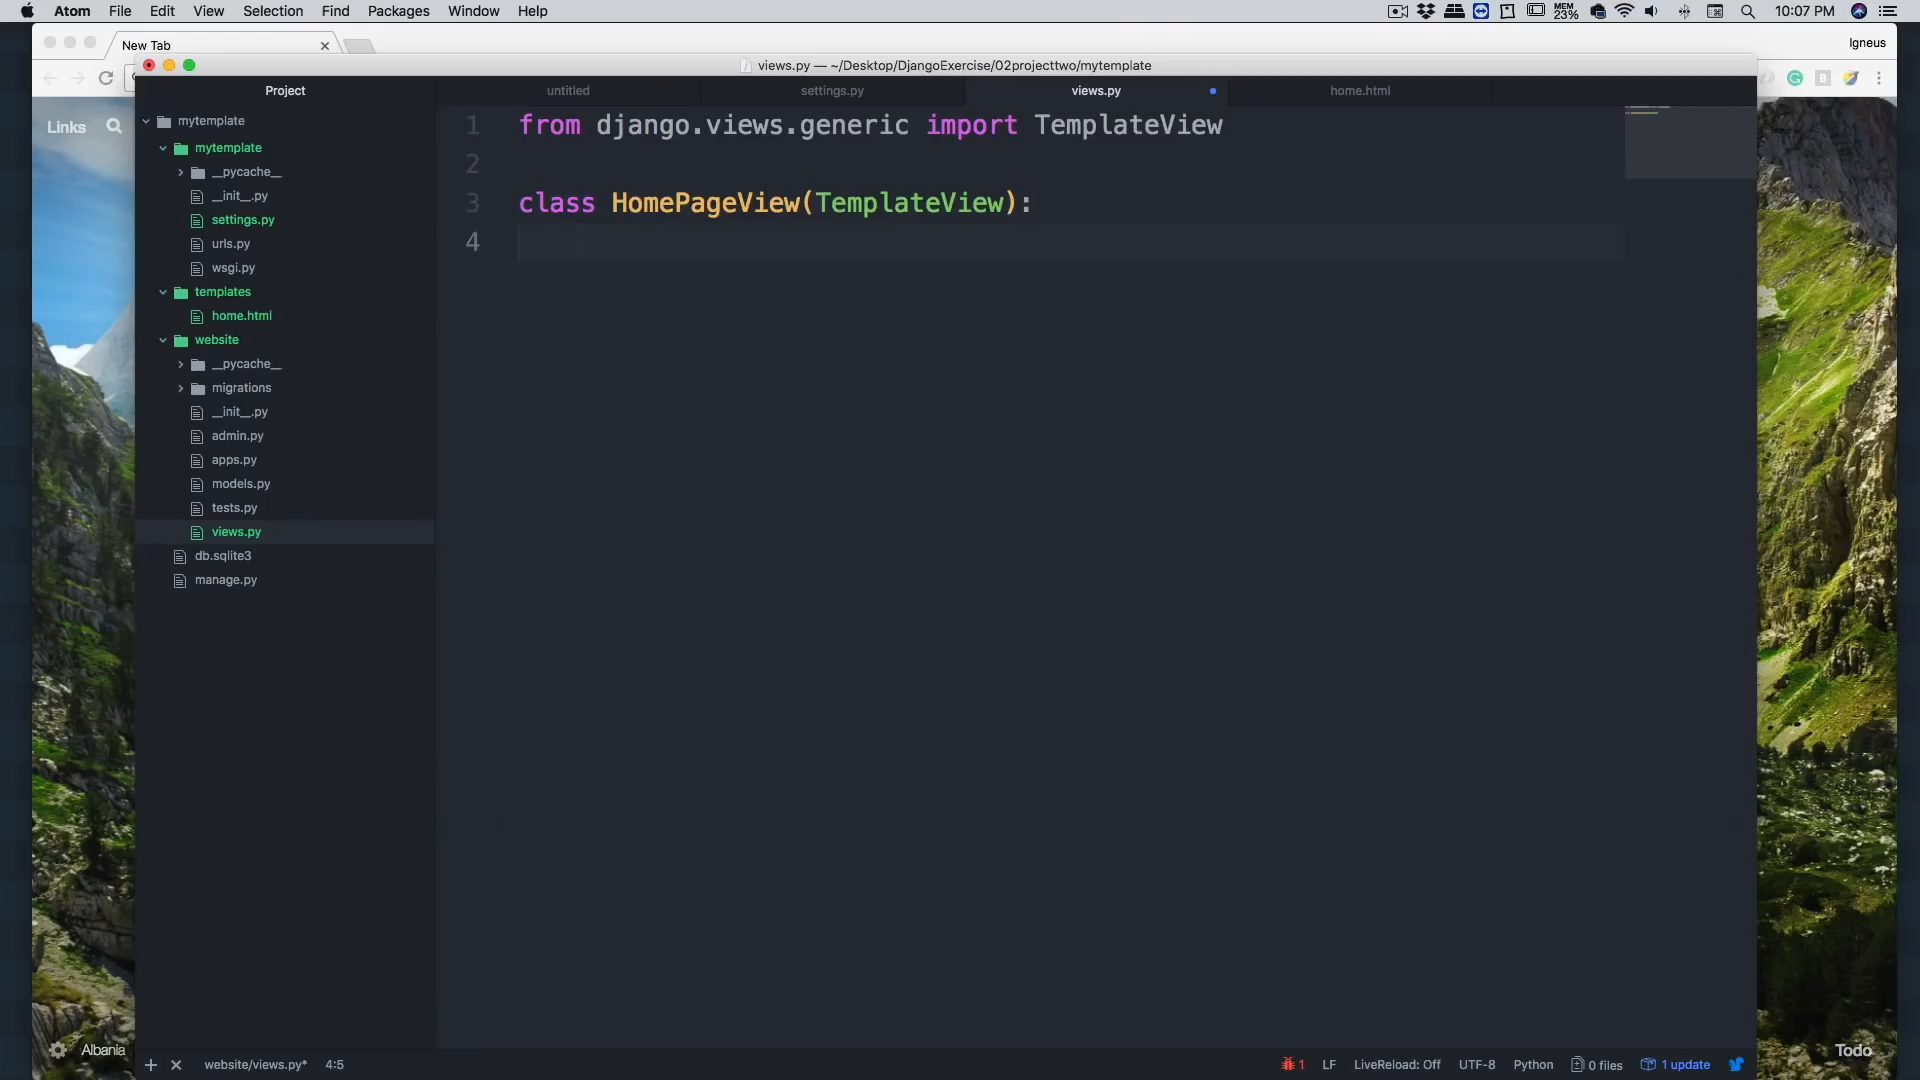 Atom File Edit View Selection Find Packages Window Help MEM 23% 10:07 PM
New Tab Igneus
views.py — ~/Desktop/DjangoExercise/02projecttwo/mytemplate
Links
Project
untitled settings.py views.py home.html
mytemplate
mytemplate
__pycache__
__init__.py
settings.py
urls.py
wsgi.py
templates
home.html
website
__pycache__
migrations
__init__.py
admin.py
apps.py
models.py
tests.py
views.py
db.sqlite3
manage.py
1 from django.views.generic import TemplateView
2
3 class HomePageView(TemplateView):
4
Albania
Todo
website/views.py* 4:5 1 LF LiveReload: Off UTF-8 Python 0 files 1 update